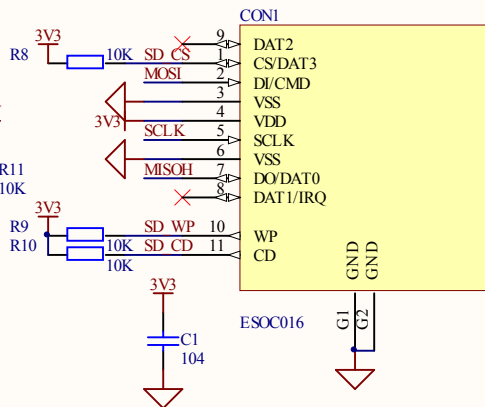 CON1
3V3
R8
10K
SD_CS
9
DAT2
1
CS/DAT3
MOSI
2
DI/CMD
3
VSS
3V3
4
VDD
SCLK
5
SCLK
6
VSS
R11
10K
MISOH
7
DO/DAT0
8
DAT1/IRQ
3V3
R9
SD_WP
10
WP
R10
10K
SD_CD
11
CD
10K
GND
GND
G1
G2
3V3
ESOC016
C1
104